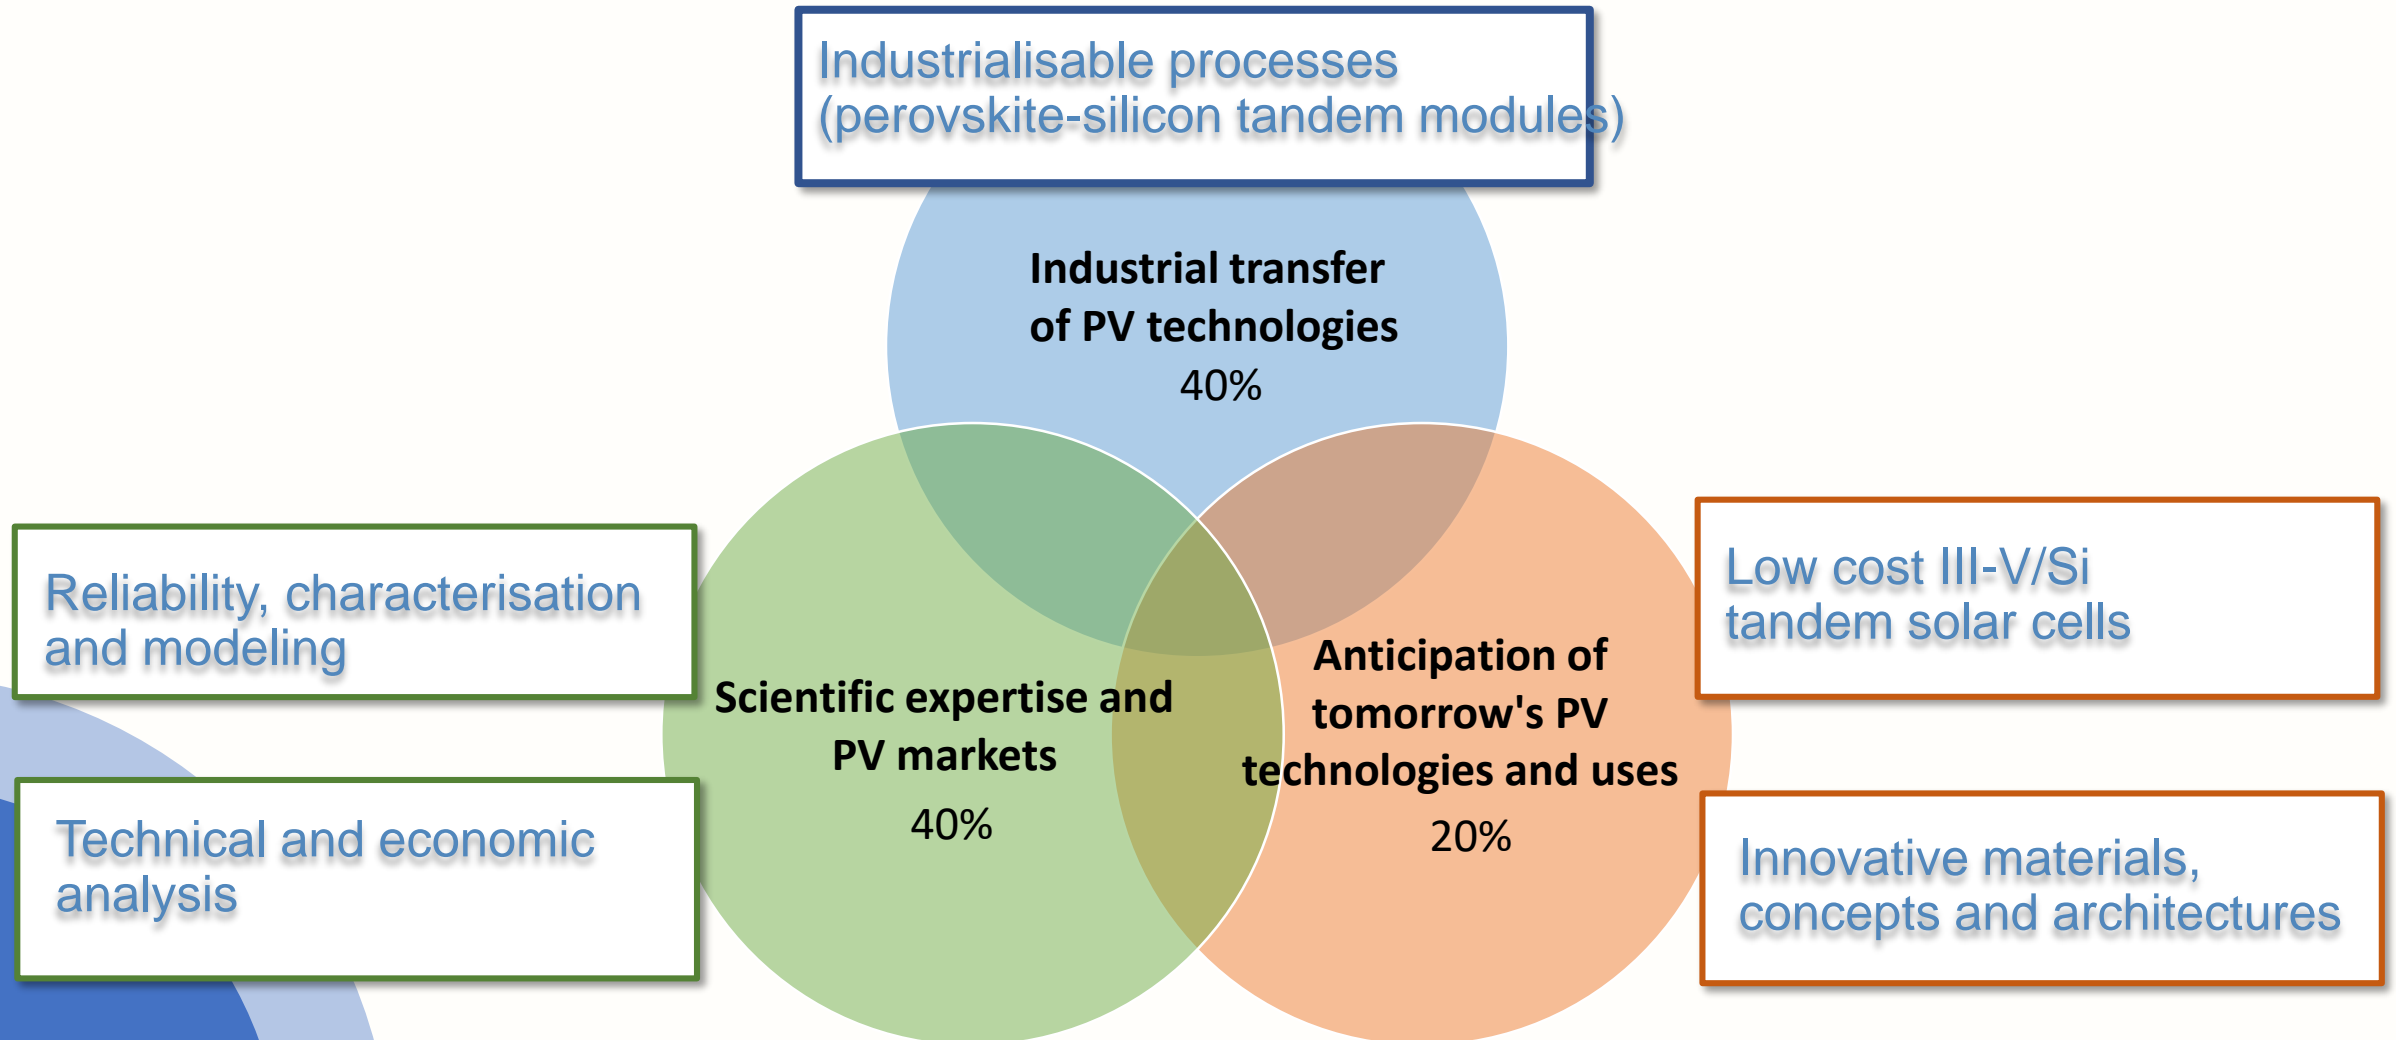 Industrialisable processes
(perovskite-silicon tandem modules)
Industrial transfer
of PV technologies
40%
Reliability, characterisation
and modeling
Technical and economic
analysis
Scientific expertise and
PV markets
40%
Anticipation of
tomorrow's PV
technologies and uses
20%
Low cost III-V/Si
tandem solar cells
Innovative materials,
concepts and architectures